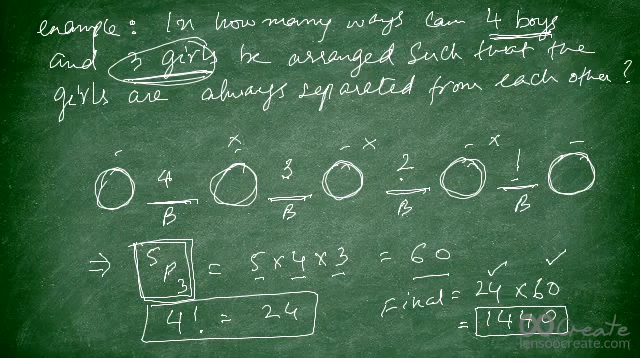 example: In how many ways can 4 boys
and 3 girls be arranged such that the
girls are always separated from each other?
4 3 2 1
B B B B
⇒ 5P3 = 5 × 4 × 3 = 60
4! = 24
Final = 24 × 60
= 1440
Create
lensoocreate.com